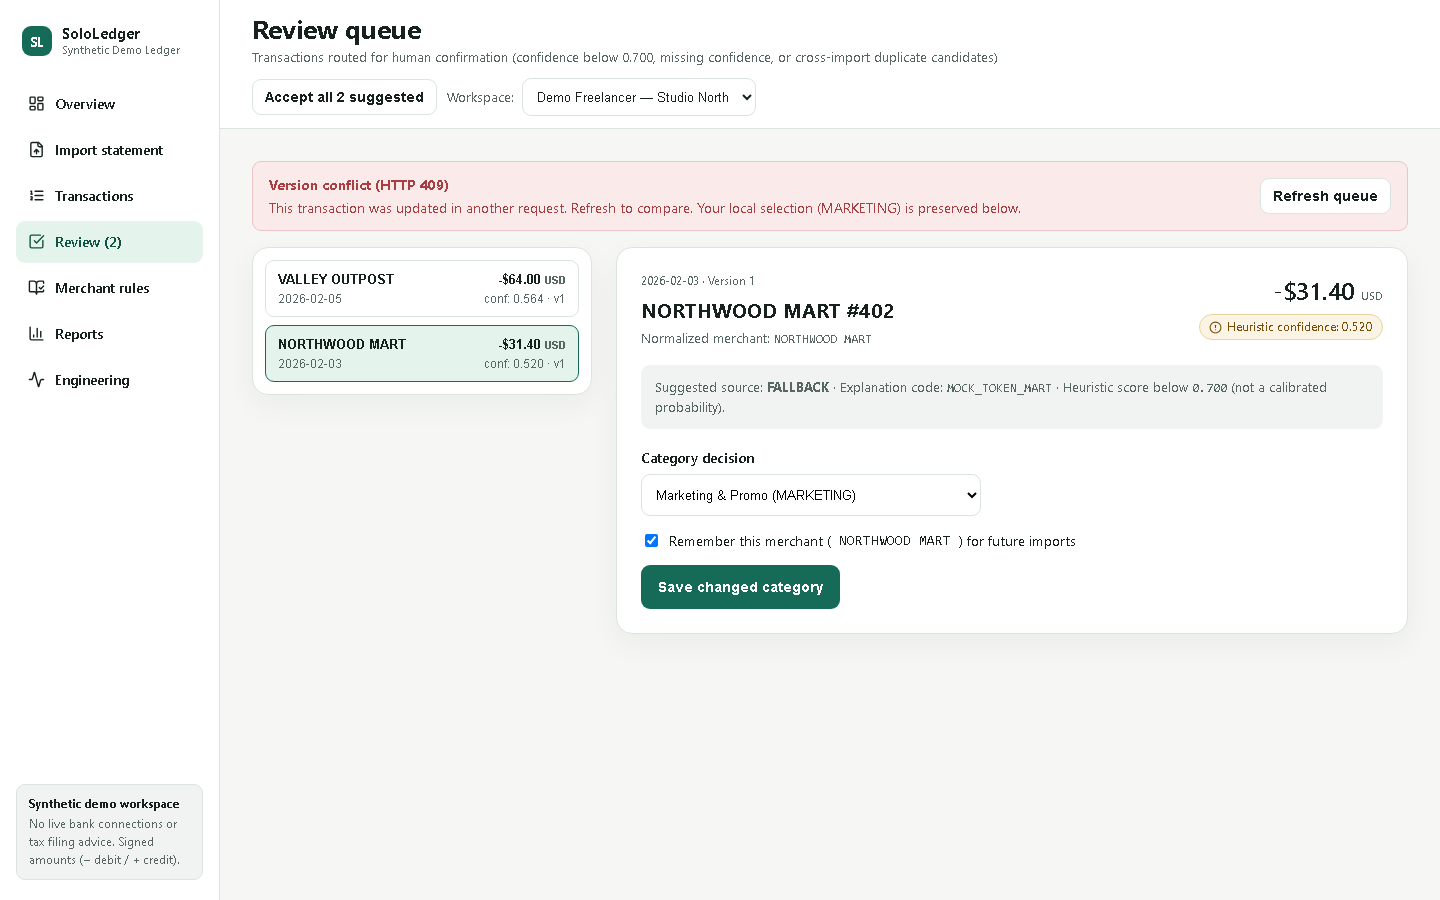 SL
SoloLedger
Synthetic Demo Ledger
Overview
Import statement
Transactions
Review (2)
Merchant rules
Reports
Engineering
Synthetic demo workspace
No live bank connections or
tax filing advice. Signed
amounts (− debit / + credit).
Review queue
Transactions routed for human confirmation (confidence below 0.700, missing confidence, or cross-import duplicate candidates)
Accept all 2 suggested
Workspace:
Demo Freelancer — Studio North
Version conflict (HTTP 409)
This transaction was updated in another request. Refresh to compare. Your local selection (MARKETING) is preserved below.
Refresh queue
VALLEY OUTPOST -$64.00 USD
2026-02-05 conf: 0.564 · v1
NORTHWOOD MART -$31.40 USD
2026-02-03 conf: 0.520 · v1
2026-02-03 · Version 1
NORTHWOOD MART #402
Normalized merchant: NORTHWOOD MART
-$31.40 USD
Heuristic confidence: 0.520
Suggested source: FALLBACK · Explanation code: MOCK_TOKEN_MART · Heuristic score below 0.700 (not a calibrated
probability).
Category decision
Marketing & Promo (MARKETING)
Remember this merchant ( NORTHWOOD MART ) for future imports
Save changed category